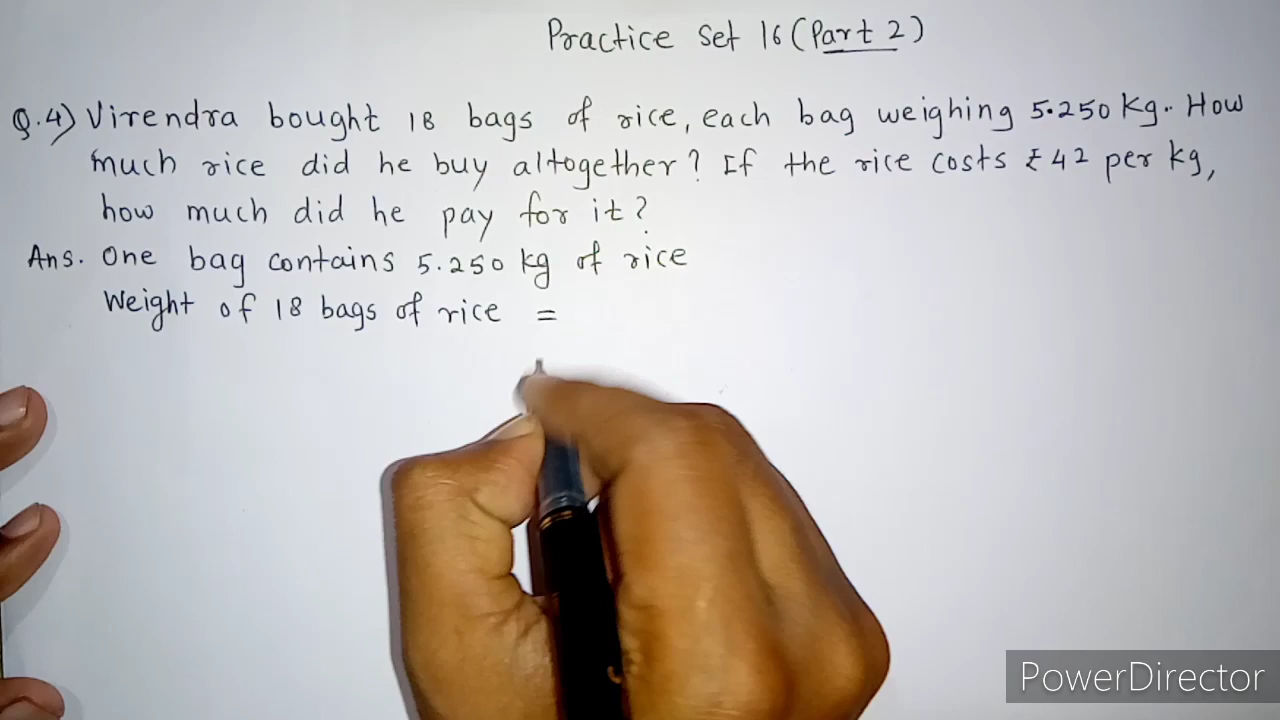 Practice Set 16 (Part 2)
Q.4) Virendra bought 18 bags of rice, each bag weighing 5.250 Kg.. How
much rice did he buy altogether? If the rice costs ₹42 per kg,
how much did he pay for it?
Ans. One bag contains 5.250 kg of rice
Weight of 18 bags of rice =
PowerDirector